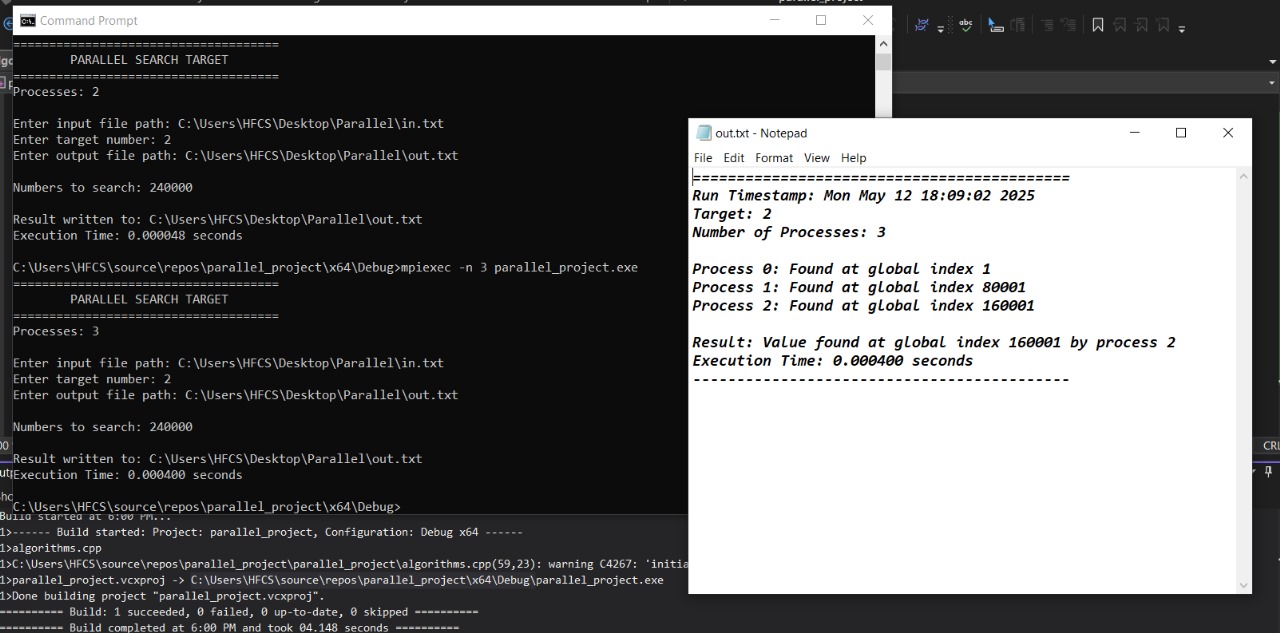 Command Prompt
=====================================
PARALLEL SEARCH TARGET
=====================================
Processes: 2
Enter input file path: C:\Users\HFCS\Desktop\Parallel\in.txt
Enter target number: 2
Enter output file path: C:\Users\HFCS\Desktop\Parallel\out.txt
Numbers to search: 240000
Result written to: C:\Users\HFCS\Desktop\Parallel\out.txt
Execution Time: 0.000048 seconds
C:\Users\HFCS\source\repos\parallel_project\x64\Debug>mpiexec -n 3 parallel_project.exe
=====================================
PARALLEL SEARCH TARGET
=====================================
Processes: 3
Enter input file path: C:\Users\HFCS\Desktop\Parallel\in.txt
Enter target number: 2
Enter output file path: C:\Users\HFCS\Desktop\Parallel\out.txt
Numbers to search: 240000
Result written to: C:\Users\HFCS\Desktop\Parallel\out.txt
Execution Time: 0.000400 seconds
C:\Users\HFCS\source\repos\parallel_project\x64\Debug>
out.txt - Notepad
File Edit Format View Help
===========================================
Run Timestamp: Mon May 12 18:09:02 2025
Target: 2
Number of Processes: 3
Process 0: Found at global index 1
Process 1: Found at global index 80001
Process 2: Found at global index 160001
Result: Value found at global index 160001 by process 2
Execution Time: 0.000400 seconds
-------------------------------------------
abc
Build started at 6:00 PM...
1>------ Build started: Project: parallel_project, Configuration: Debug x64 ------
1>algorithms.cpp
1>C:\Users\HFCS\source\repos\parallel_project\parallel_project\algorithms.cpp(59,23): warning C4267: 'initia
1>parallel_project.vcxproj -> C:\Users\HFCS\source\repos\parallel_project\x64\Debug\parallel_project.exe
1>Done building project "parallel_project.vcxproj".
========== Build: 1 succeeded, 0 failed, 0 up-to-date, 0 skipped ==========
========== Build completed at 6:00 PM and took 04.148 seconds ==========